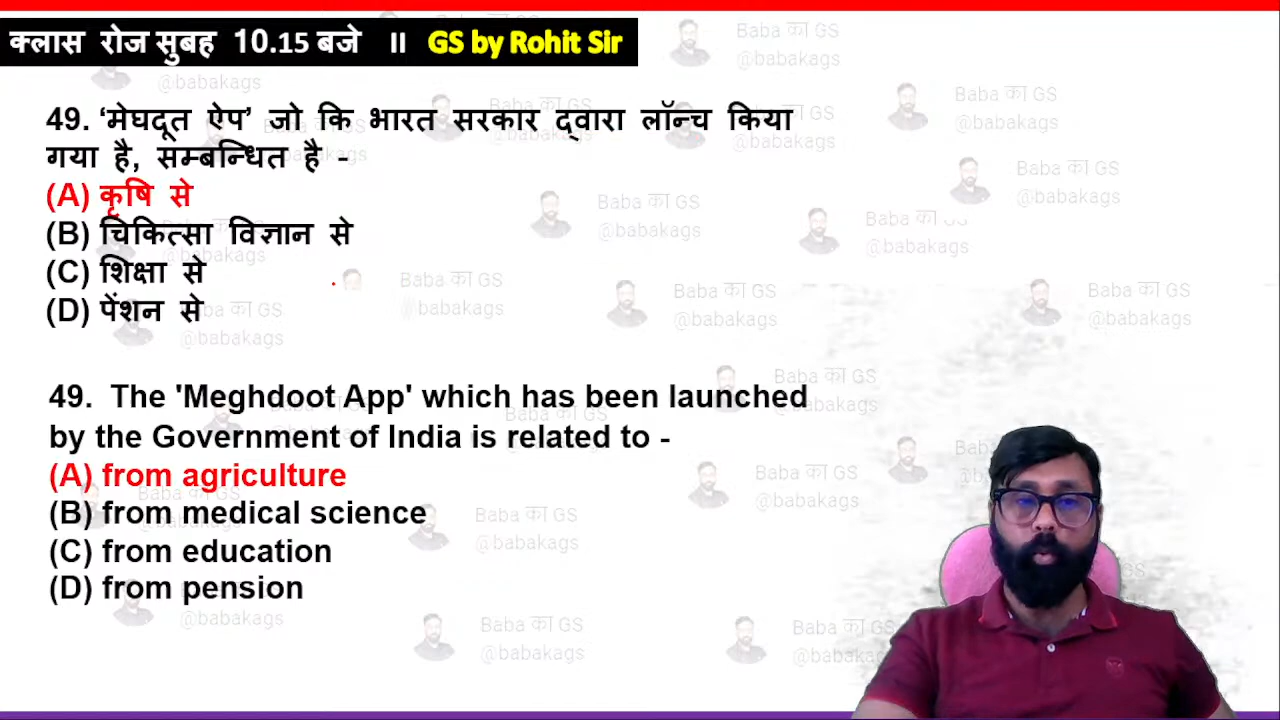 क्लास रोज सुबह 10.15 बजे II GS by Rohit Sir
49. ‘मेघदूत ऐप’ जो कि भारत सरकार द्वारा लॉन्च किया
गया है, सम्बन्धित है -
(A) कृषि से
(B) चिकित्सा विज्ञान से
(C) शिक्षा से
(D) पेंशन से
49. The 'Meghdoot App' which has been launched
by the Government of India is related to -
(A) from agriculture
(B) from medical science
(C) from education
(D) from pension
Baba का GS
@babakags